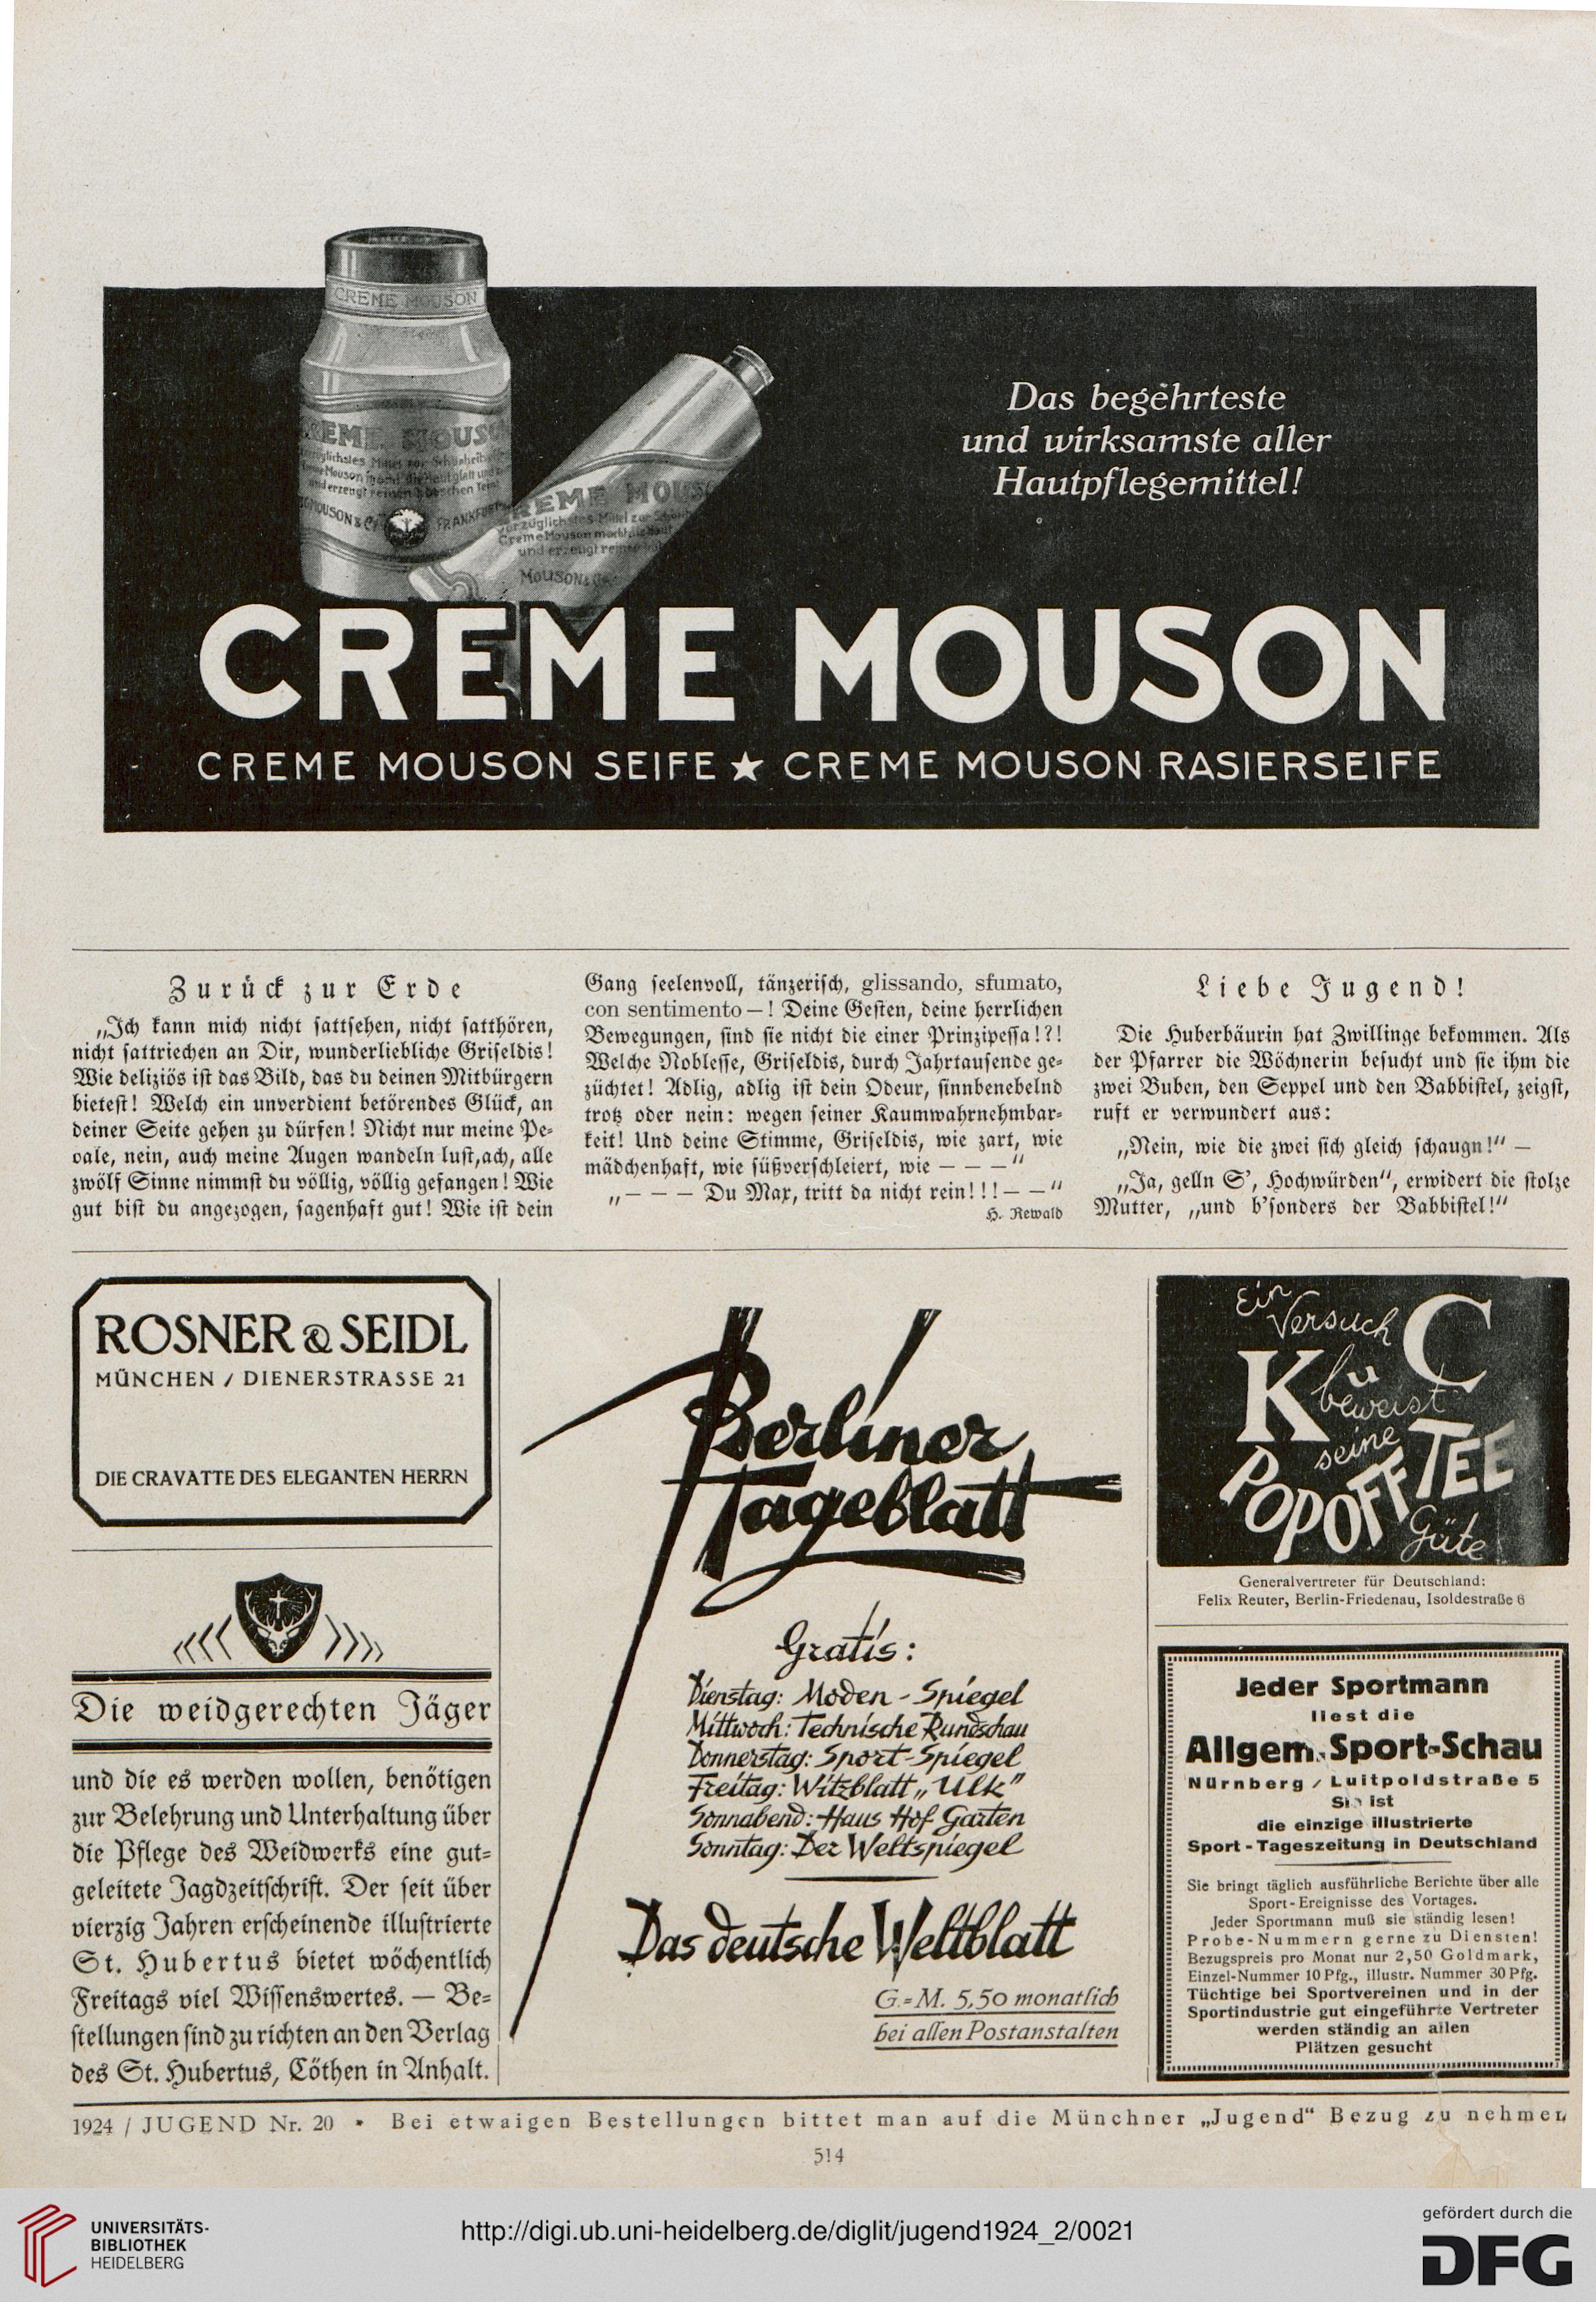 CREME MOUSON
CREME MOUSON
MOUSON & Co
FRANKFURT
CREME MOUS
und erzeugt
MOUSON & Co
Das begehrteste
und wirksamste aller
Hautpflegemittel!
CREME MOUSON
CREME MOUSON SEIFE ★ CREME MOUSON RASIERSEIFE
Zurück zur Erde
„Ich kann mich nicht sattsehen, nicht satthören,
nicht sattriechen an Dir, wunderliebliche Griseldis!
Wie deliziös ist das Bild, das du deinen Mitbürgern
bietest! Welch ein unverdient betörendes Glück, an
deiner Seite gehen zu dürfen! Nicht nur meine Pe-
dale, nein, auch meine Augen wandeln lust, ach, alle
zwölf Sinne nimmst du völlig, völlig gefangen! Wie
gut bist du angezogen, sagenhaft gut! Wie ist dein
Gang seelenvoll, tänzerisch, glissando, sfumato,
con sentimento —! Deine Gesten, deine herrlichen
Bewegungen, sind sie nicht die einer Prinzipessa!?!
Welche Noblesse, Griseldis, durch Jahrtausende ge-
züchtet! Adlig, adlig ist dein Odeur, sinnbenebelnd
trotz oder nein: wegen seiner Kaumwahrnehmbar-
keit! Und deine Stimme, Griseldis, wie zart, wie
mädchenhaft, wie süßverschleiert, wie — — —“
„— — — Du Max, tritt da nicht rein!!! — —“
H. Rewald
Liebe Jugend!
Die Huberbäurin hat Zwillinge bekommen. Als
der Pfarrer die Wöchnerin besucht und sie ihm die
zwei Buben, den Seppel und den Babbistel, zeigt,
ruft er verwundert aus:
„Nein, wie die zwei sich gleich schaugn!“ —
„Ja, gelln S’, Hochwürden“, erwidert die stolze
Mutter, „und b’sonders der Babbistel!“
ROSNER & SEIDL
MÜNCHEN / DIENERSTRASSE 21
DIE CRAVATTE DES ELEGANTEN HERRN
Die weidgerechten Jäger
und die es werden wollen, benötigen
zur Belehrung und Unterhaltung über
die Pflege des Weidwerks eine gut-
geleitete Jagdzeitschrift. Der seit über
vierzig Jahren erscheinende illustrierte
St. Hubertus bietet wöchentlich
Freitags viel Wissenswertes. — Be-
stellungen sind zu richten an den Verlag
des St. Hubertus, Cöthen in Anhalt.
Berliner
Tageblatt
Gratis:
Dienstag: Moden-Spiegel
Mittwoch: Technische Rundschau
Donnerstag: Sport-Spiegel
Freitag: Witzblatt „Ulk”
Sonnabend: Haus Hof Garten
Sonntag: Der Weltspiegel
Das deutsche Weltblatt
G.=M. 5,50 monatlich
bei allen Postanstalten
Ein
Versuch
K u C
beweist
seine
POPOFF TEE
Güte
Generalvertreter für Deutschland:
Felix Reuter, Berlin-Friedenau, Isoldestraße 6
Jeder Sportmann
liest die
Allgem. Sport-Schau
Nürnberg / Luitpoldstraße 5
Sie ist
die einzige illustrierte
Sport-Tageszeitung in Deutschland
Sie bringt täglich ausführliche Berichte über alle
Sport-Ereignisse des Vortages.
Jeder Sportmann muß sie ständig lesen!
Probe-Nummern gerne zu Diensten!
Bezugspreis pro Monat nur 2,50 Goldmark,
Einzel-Nummer 10 Pfg., illustr. Nummer 30 Pfg.
Tüchtige bei Sportvereinen und in der
Sportindustrie gut eingeführte Vertreter
werden ständig an allen
Plätzen gesucht
1924 / JUGEND Nr. 20 • Bei etwaigen Bestellungen bittet man auf die Münchner „Jugend“ Bezug zu nehmen
514
UNIVERSITÄTS-
BIBLIOTHEK
HEIDELBERG
http://digi.ub.uni-heidelberg.de/diglit/jugend1924_2/0021
gefördert durch die
DFG